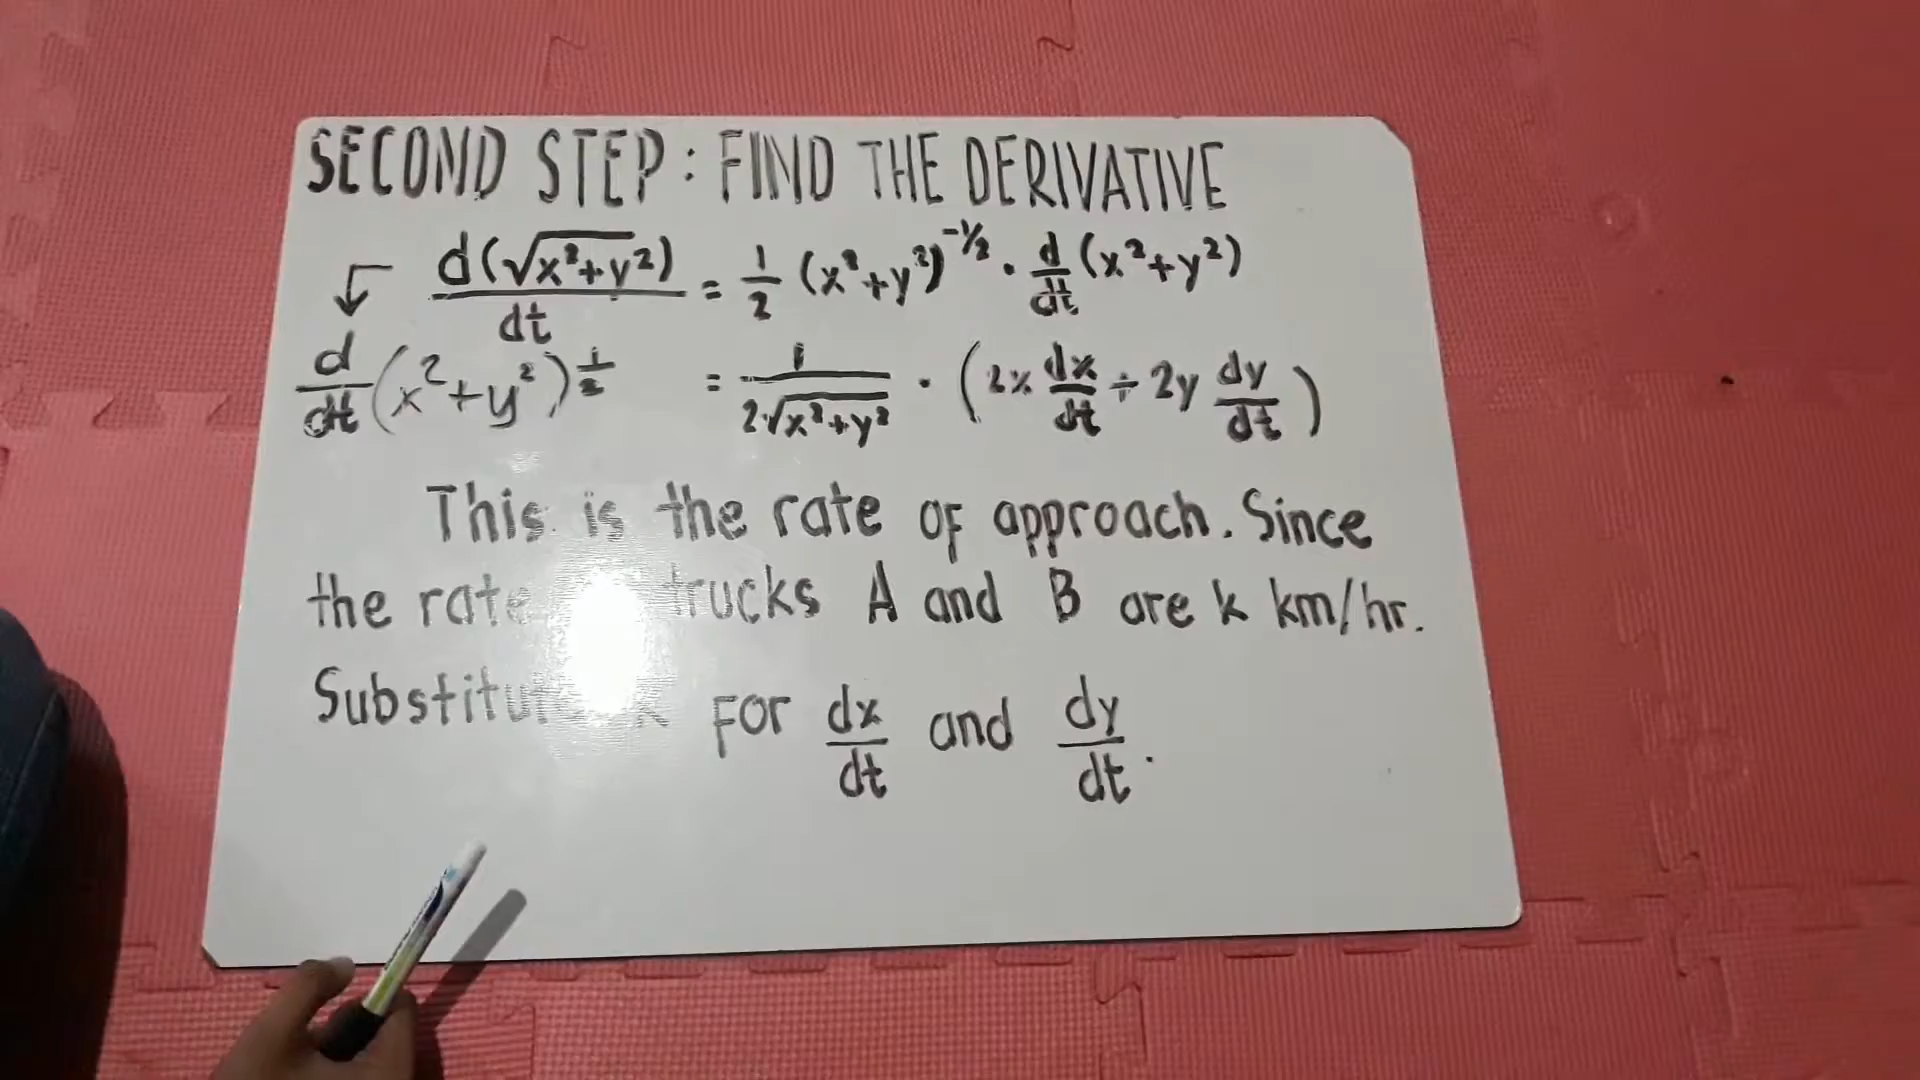 SECOND STEP: FIND THE DERIVATIVE
d(√x²+y²)/dt = 1/2 (x²+y²)^-1/2 · d/dt (x²+y²)
d/dt (x²+y²)^1/2 = 1/2√x²+y² · (2x dx/dt + 2y dy/dt)
This is the rate of approach. Since
the rate trucks A and B are k km/hr.
For dx/dt and dy/dt.